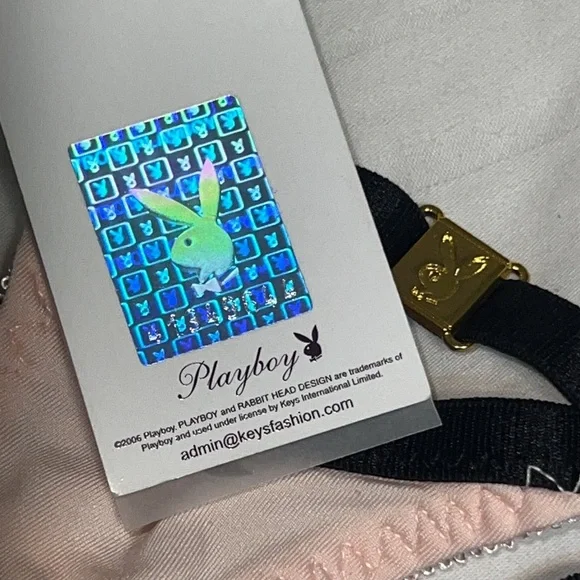 Playboy
©2006 Playboy. PLAYBOY and RABBIT HEAD DESIGN are trademarks of
Playboy and used under license by Keys International Limited.
admin@keysfashion.com